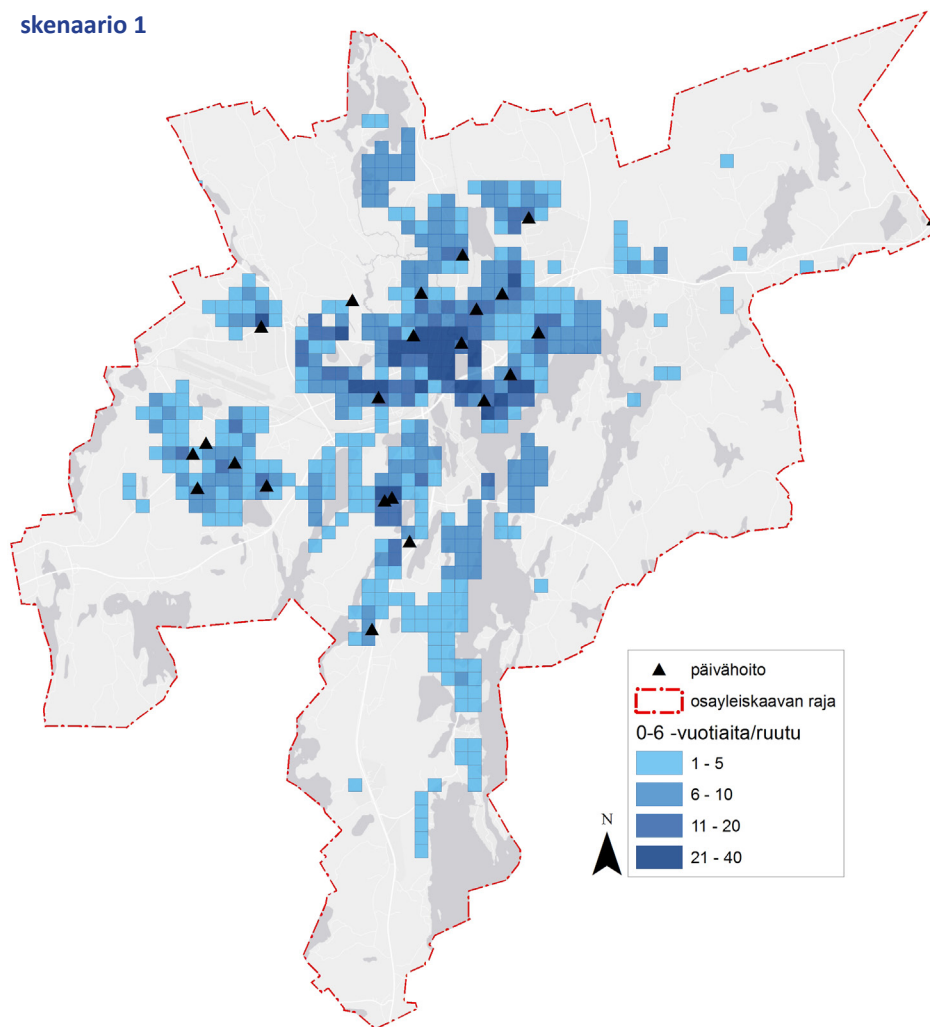 skenaario 1
päivähoito
osayleiskaavan raja
0-6 -vuotiaita/ruutu
1 - 5
6 - 10
11 - 20
21 - 40
N